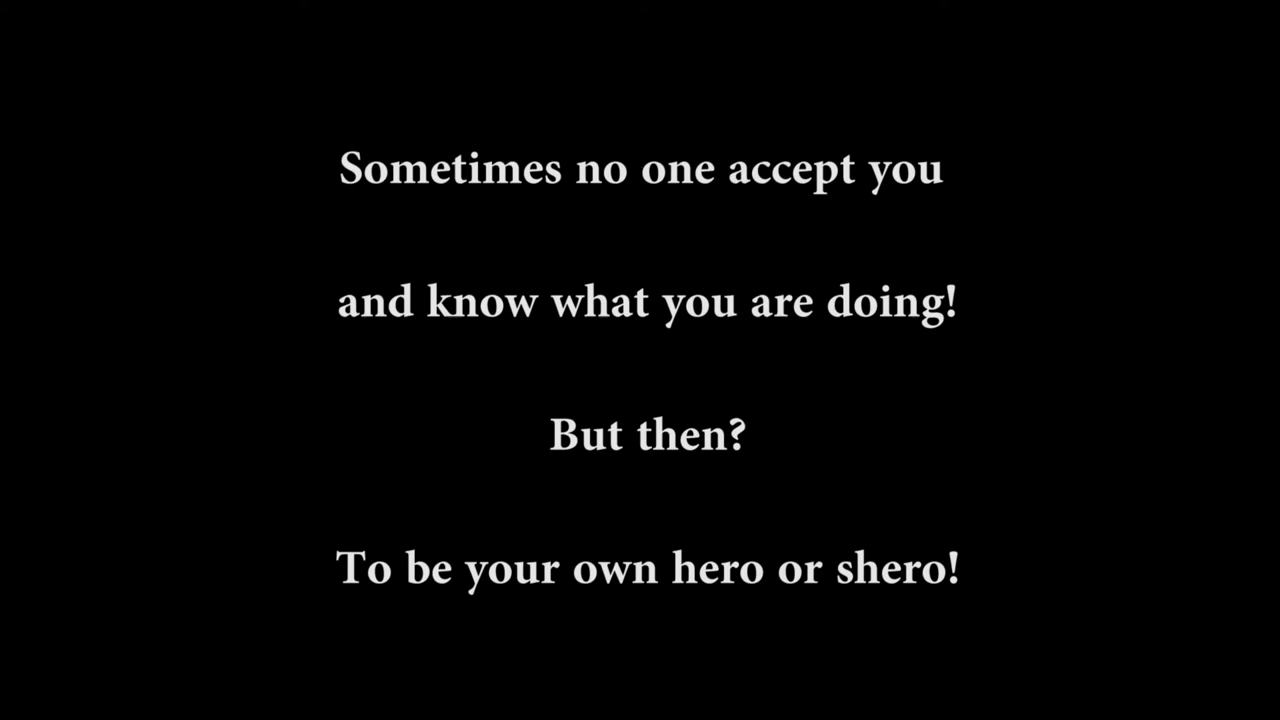 Sometimes no one accept you
and know what you are doing!
But then?
To be your own hero or shero!